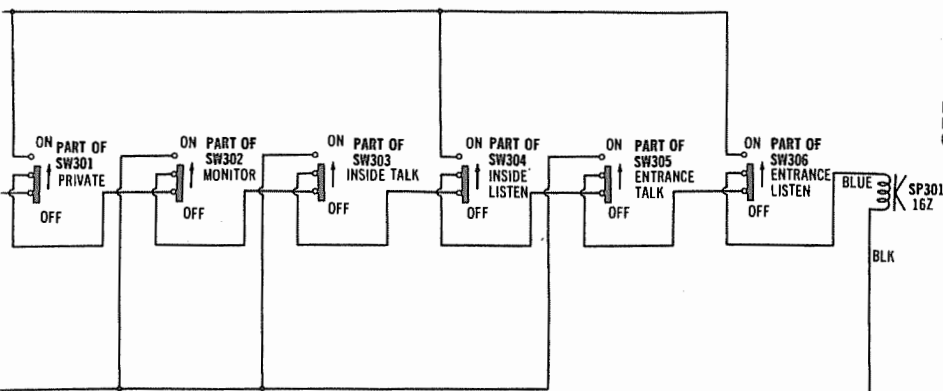 ON PART OF
SW301
PRIVATE
OFF
ON PART OF
SW302
MONITOR
OFF
ON PART OF
SW303
INSIDE TALK
OFF
ON PART OF
SW304
INSIDE
LISTEN
OFF
ON PART OF
SW305
ENTRANCE
TALK
OFF
ON PART OF
SW306
ENTRANCE
LISTEN
OFF
BLUE
SP301
16Z
BLK